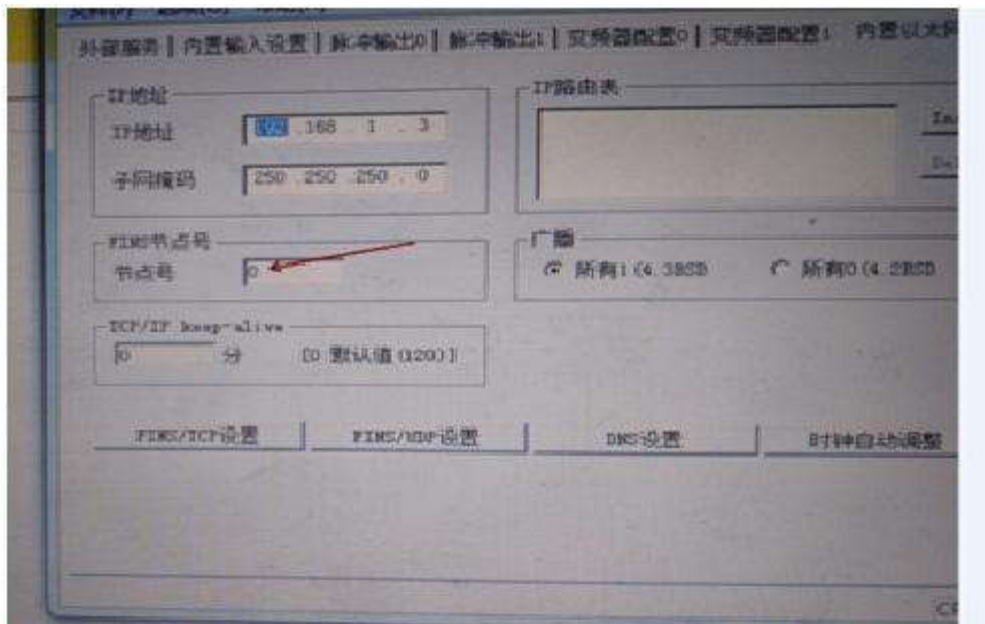 外部服务 内置输入设置 脉冲输出0 脉冲输出1 变频器配置0 变频器配置1 内置以太网
IP地址
IP地址 192 .168 . 1 . 3
子网掩码 250 .250 .250 . 0
IP路由表
Ins
Del
FINS节点号
节点号 0
广播
所有1 (4.3BSD 所有0 (4.2BSD
TCP/IP keep-alive
0 分 [0 默认值(120)]
FINS/TCP设置 FINS/UDP设置 DNS设置 时钟自动调整
CP